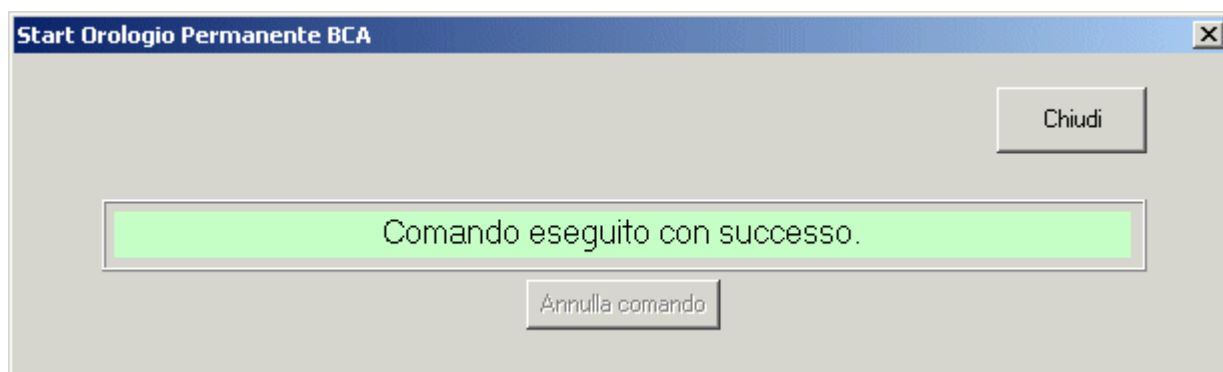 Start Orologio Permanente BCA
Chiudi
Comando eseguito con successo.
Annulla comando